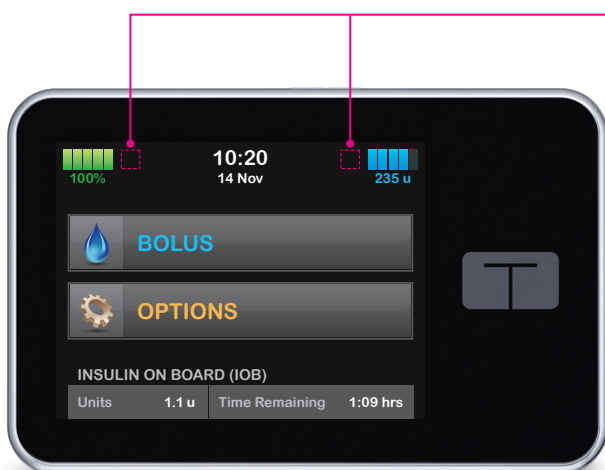 10:20
100%
14 Nov
235 u
BOLUS
OPTIONS
INSULIN ON BOARD (IOB)
Units 1.1 u Time Remaining 1:09 hrs